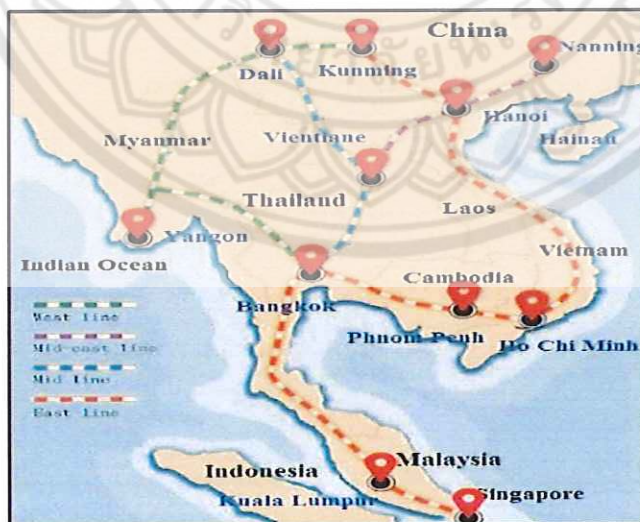 China
Nanning
Dali
Kunming
Hanoi
Hainan
Myanmar
Vientiane
Thailand
Laos
Yangon
Vietnam
Indian Ocean
Cambodia
Bangkok
West line
Phnom Penh
Ho Chi Minh
Mid-east line
Mid Line
East line
Malaysia
Indonesia
Kuala Lumpur
Singapore